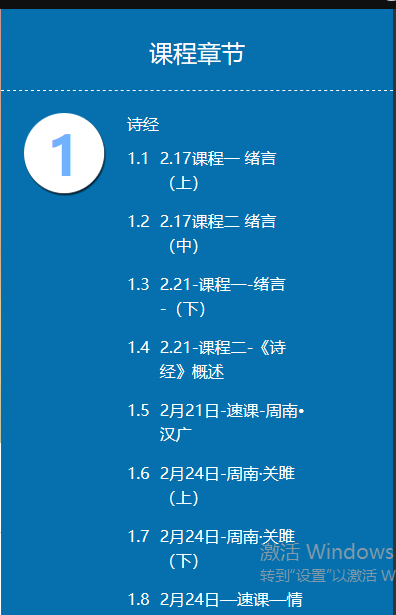 课程章节
1
诗经
1.1 2.17课程一 绪言
（上）
1.2 2.17课程二 绪言
（中）
1.3 2.21-课程一-绪言
-（下）
1.4 2.21-课程二-《诗
经》概述
1.5 2月21日-速课-周南•
汉广
1.6 2月24日-周南·关雎
（上）
1.7 2月24日-周南·关雎
（下）
激活 Windows
转到“设置”以激活 W
1.8 2月24日—速课—情